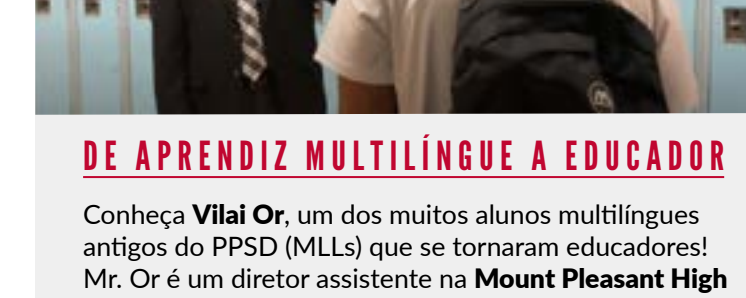 DE APRENDIZ MULTILÍNGUE A EDUCADOR
Conheça Vilai Or, um dos muitos alunos multilíngues
antigos do PPSD (MLLs) que se tornaram educadores!
Mr. Or é um diretor assistente na Mount Pleasant High